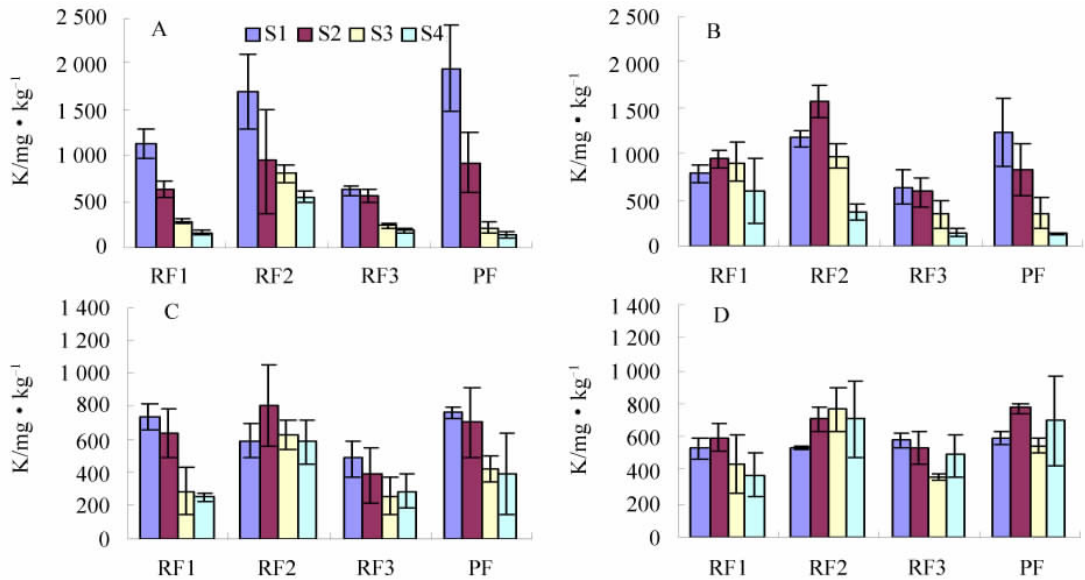 A
S1 S2 S3 S4
K/mg • kg⁻¹
2 500
2 000
1 500
1 000
500
0
RF1 RF2 RF3 PF
B
K/mg • kg⁻¹
2 500
2 000
1 500
1 000
500
0
RF1 RF2 RF3 PF
C
K/mg • kg⁻¹
1 400
1 200
1 000
800
600
400
200
0
RF1 RF2 RF3 PF
D
K/mg • kg⁻¹
1 400
1 200
1 000
800
600
400
200
0
RF1 RF2 RF3 PF